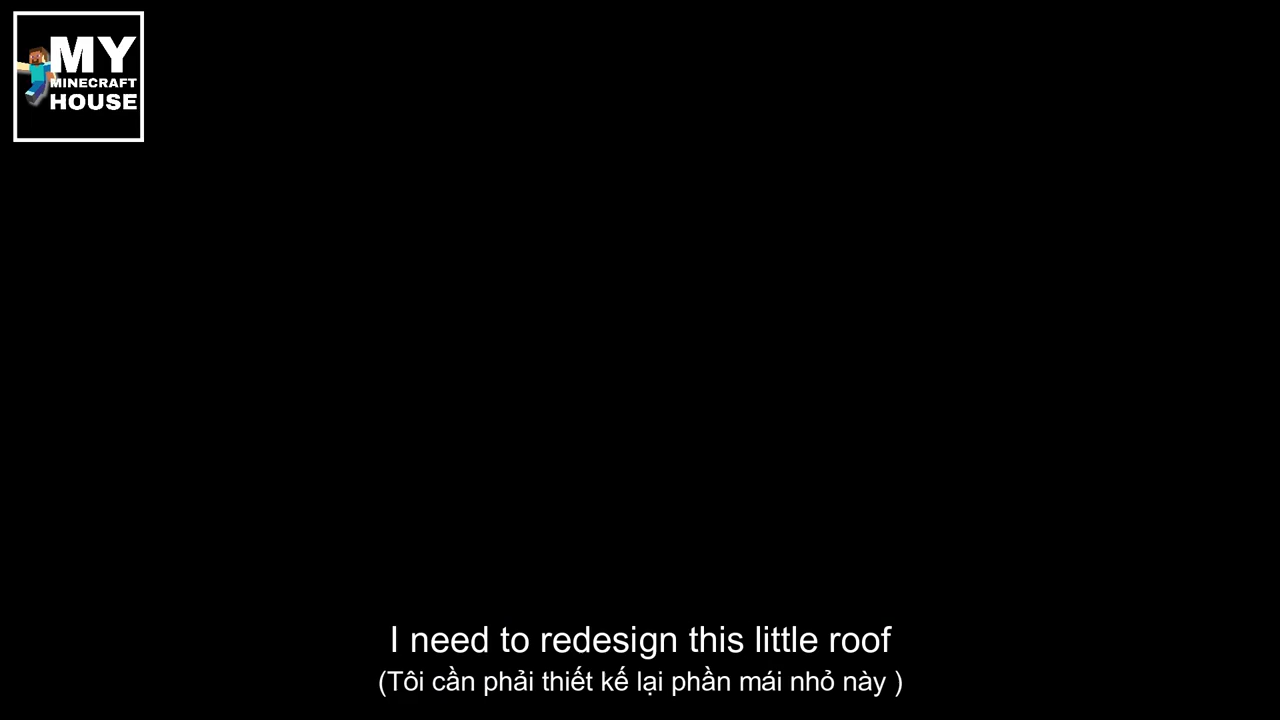 MY
MINECRAFT
HOUSE
I need to redesign this little roof
(Tôi cần phải thiết kế lại phần mái nhỏ này )